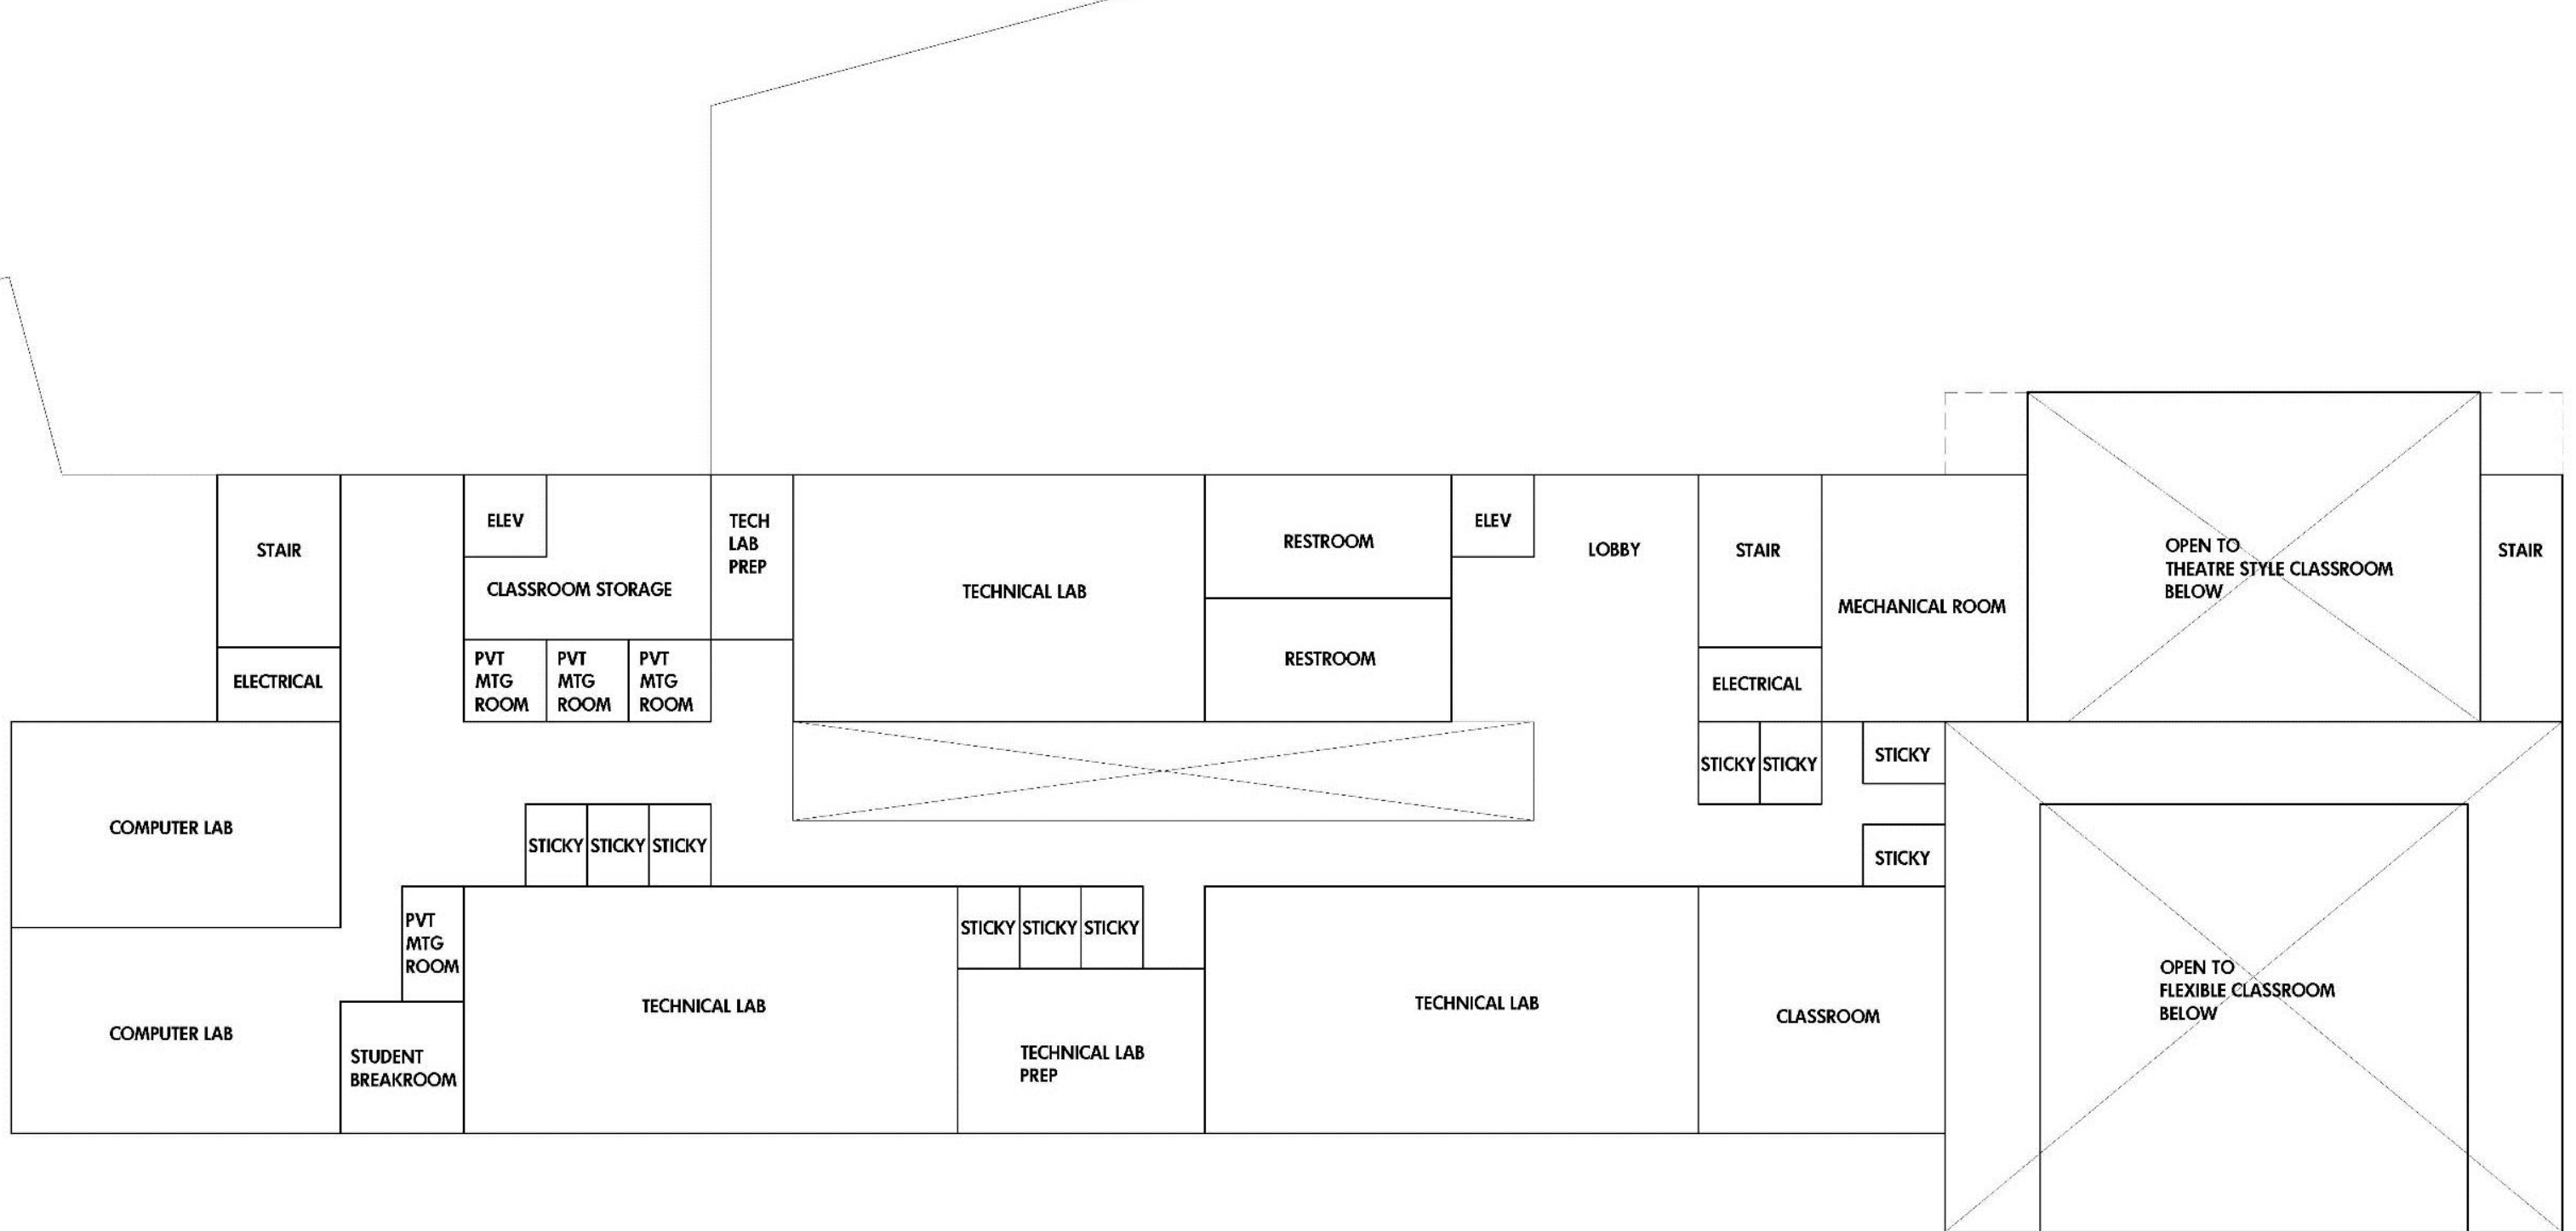 ELEV
TECH
LAB
PREP
STAIR
CLASSROOM STORAGE
TECHNICAL LAB
RESTROOM
ELEV
LOBBY
STAIR
MECHANICAL ROOM
OPEN TO
THEATRE STYLE CLASSROOM
BELOW
STAIR
ELECTRICAL
PVT
MTG
ROOM
PVT
MTG
ROOM
PVT
MTG
ROOM
RESTROOM
ELECTRICAL
STICKY
STICKY
STICKY
COMPUTER LAB
STICKY
STICKY
STICKY
STICKY
PVT
MTG
ROOM
STICKY
STICKY
STICKY
COMPUTER LAB
STUDENT
BREAKROOM
TECHNICAL LAB
TECHNICAL LAB
PREP
TECHNICAL LAB
CLASSROOM
OPEN TO
FLEXIBLE CLASSROOM
BELOW